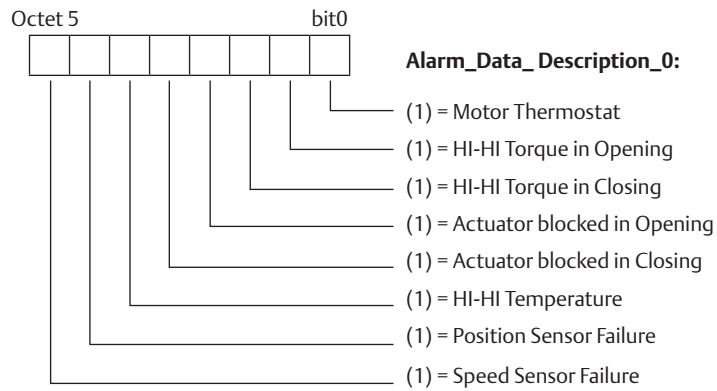 Octet 5 bit0
Alarm_Data_ Description_0:
(1) = Motor Thermostat
(1) = HI-HI Torque in Opening
(1) = HI-HI Torque in Closing
(1) = Actuator blocked in Opening
(1) = Actuator blocked in Closing
(1) = HI-HI Temperature
(1) = Position Sensor Failure
(1) = Speed Sensor Failure